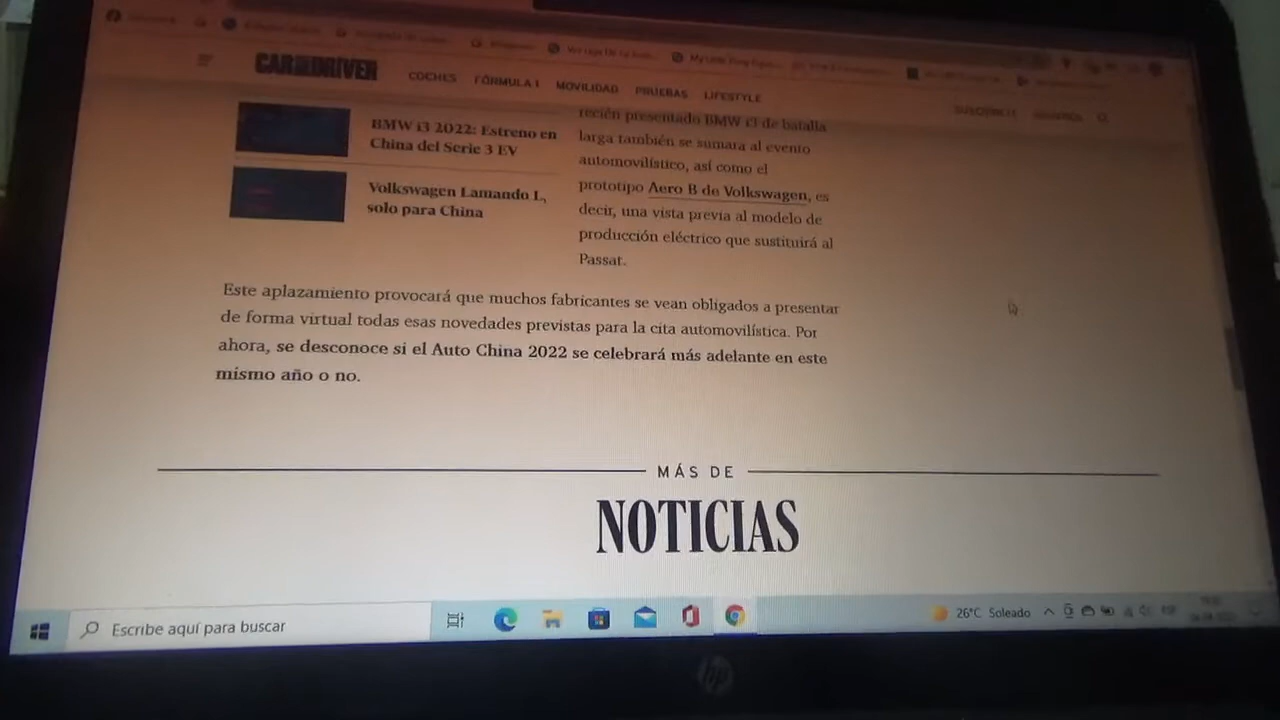 CAR AND DRIVER
COCHES FÓRMULA 1 MOVILIDAD PRUEBAS LIFESTYLE
BMW i3 2022: Estreno en
China del Serie 3 EV
Volkswagen Lamando L,
solo para China
recién presentado BMW i3 de batalla
larga también se sumara al evento
automovilístico, así como el
prototipo Aero B de Volkswagen, es
decir, una vista previa al modelo de
producción eléctrico que sustituirá al
Passat.
Este aplazamiento provocará que muchos fabricantes se vean obligados a presentar
de forma virtual todas esas novedades previstas para la cita automovilística. Por
ahora, se desconoce si el Auto China 2022 se celebrará más adelante en este
mismo año o no.
MÁS DE
NOTICIAS
Escribe aquí para buscar
26°C Soleado
hp